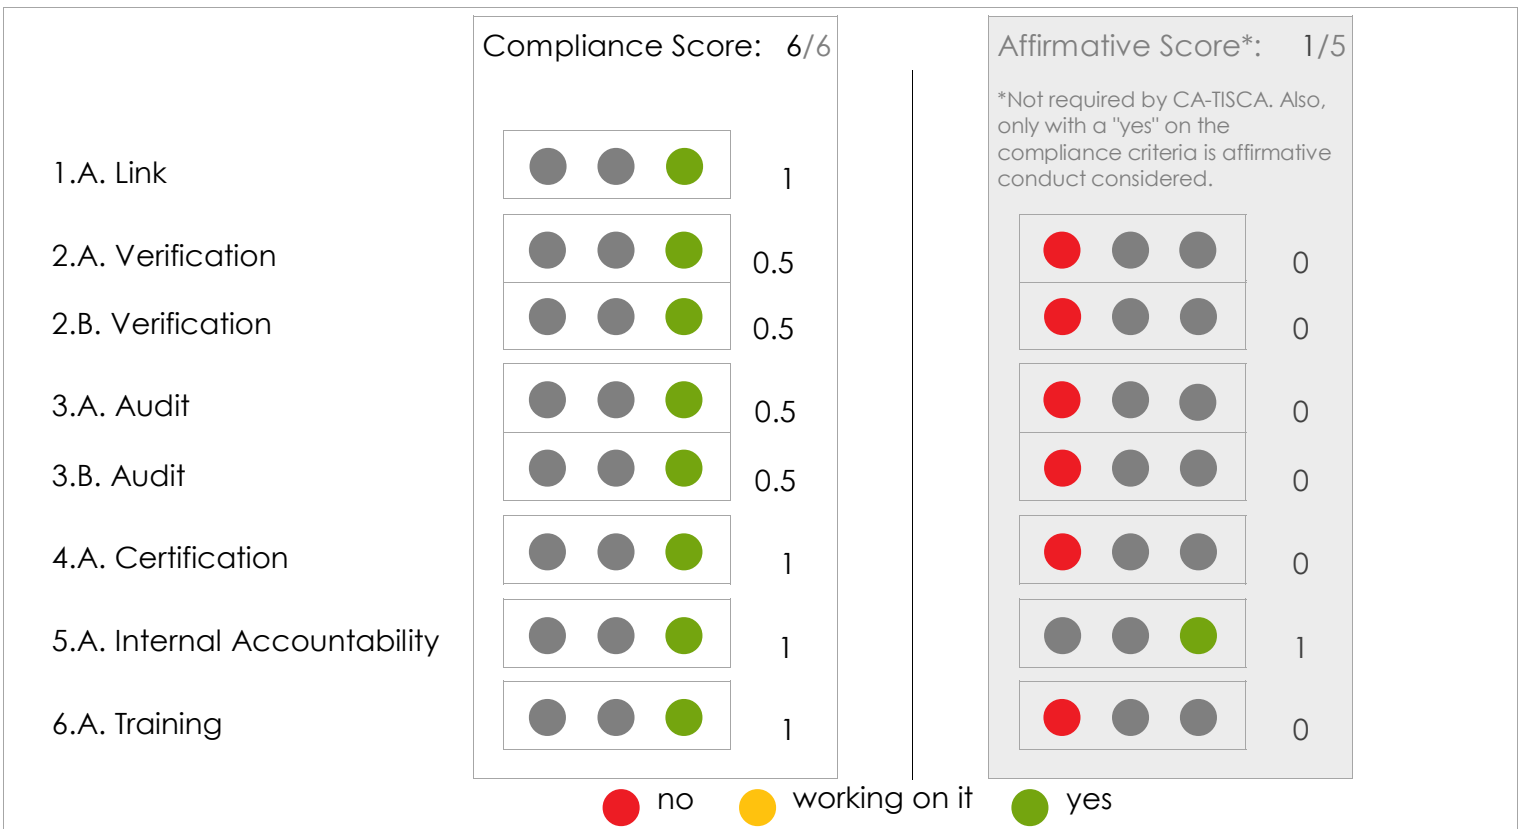 Compliance Score: 6/6
Affirmative Score*: 1/5
*Not required by CA-TISCA. Also,
only with a "yes" on the
compliance criteria is affirmative
conduct considered.
1.A. Link 1
2.A. Verification 0.5 0
2.B. Verification 0.5 0
3.A. Audit 0.5 0
3.B. Audit 0.5 0
4.A. Certification 1 0
5.A. Internal Accountability 1 1
6.A. Training 1 0
no working on it yes